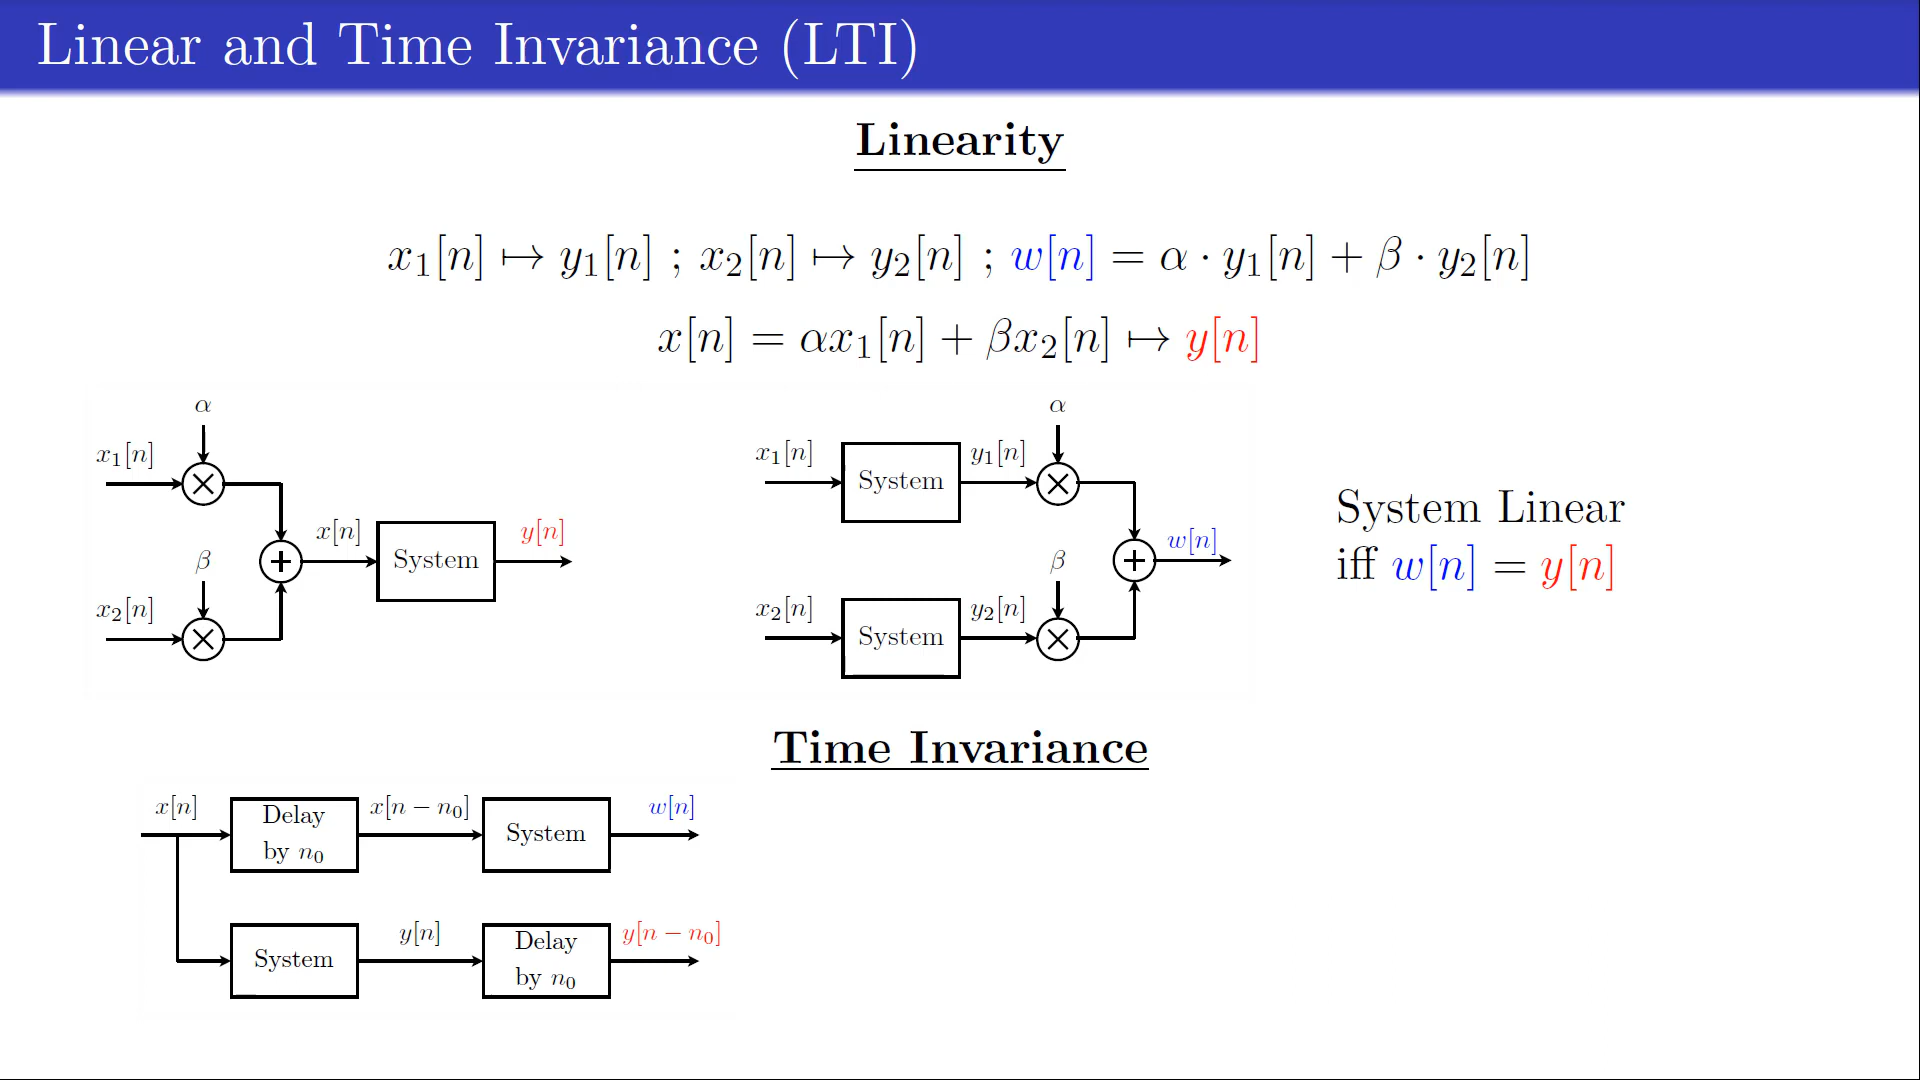 Linear and Time Invariance (LTI)
Linearity
x₁[n] ↦ y₁[n] ; x₂[n] ↦ y₂[n] ; w[n] = α · y₁[n] + β · y₂[n]
x[n] = αx₁[n] + βx₂[n] ↦ y[n]
α
x₁[n]
x[n]
System
y[n]
β
x₂[n]
α
x₁[n]
System
y₁[n]
w[n]
β
x₂[n]
System
y₂[n]
System Linear
iff w[n] = y[n]
Time Invariance
x[n]
Delay
by n₀
x[n − n₀]
System
w[n]
System
y[n]
Delay
by n₀
y[n − n₀]